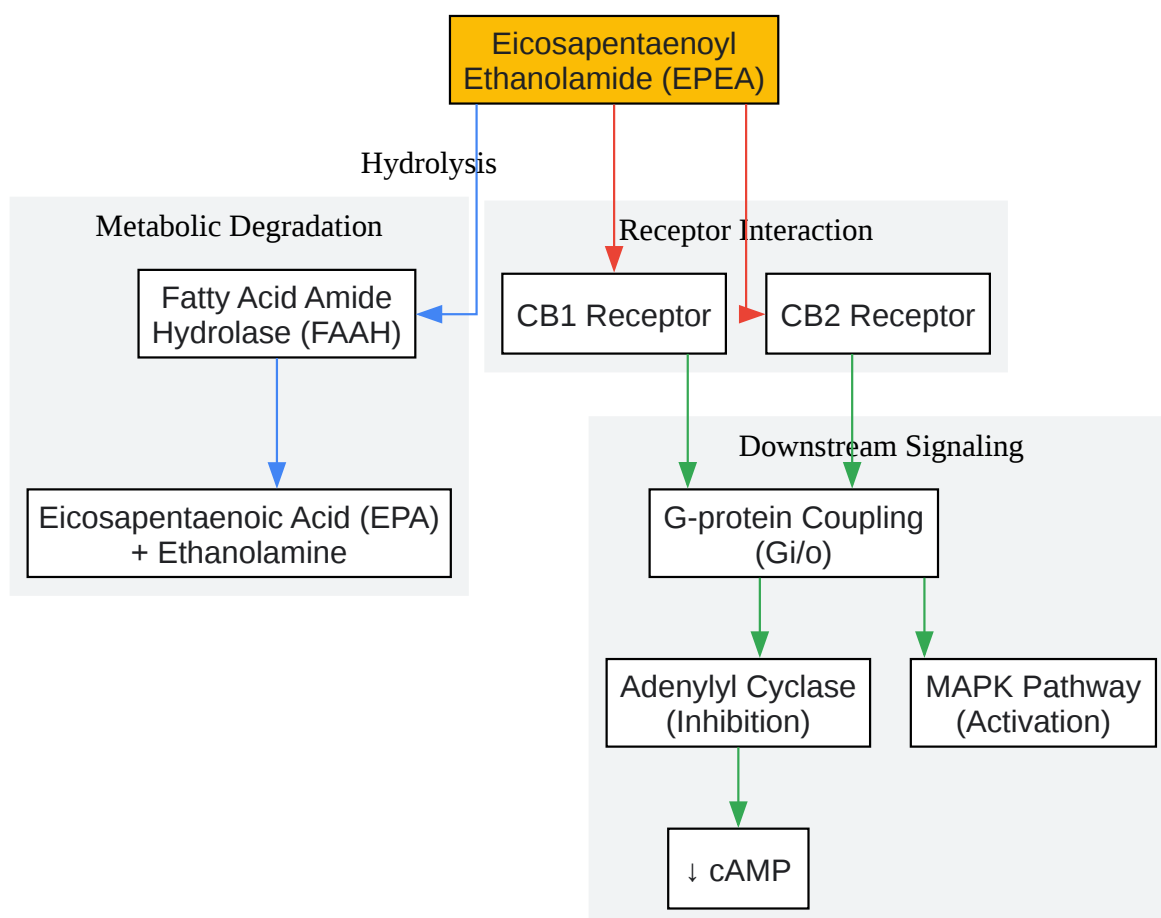 Eicosapentaenoyl
Ethanolamide (EPEA)
Hydrolysis
Metabolic Degradation
Receptor Interaction
Fatty Acid Amide
Hydrolase (FAAH)
CB1 Receptor
CB2 Receptor
Downstream Signaling
Eicosapentaenoic Acid (EPA)
+ Ethanolamine
G-protein Coupling
(Gi/o)
Adenylyl Cyclase
(Inhibition)
MAPK Pathway
(Activation)
↓ cAMP